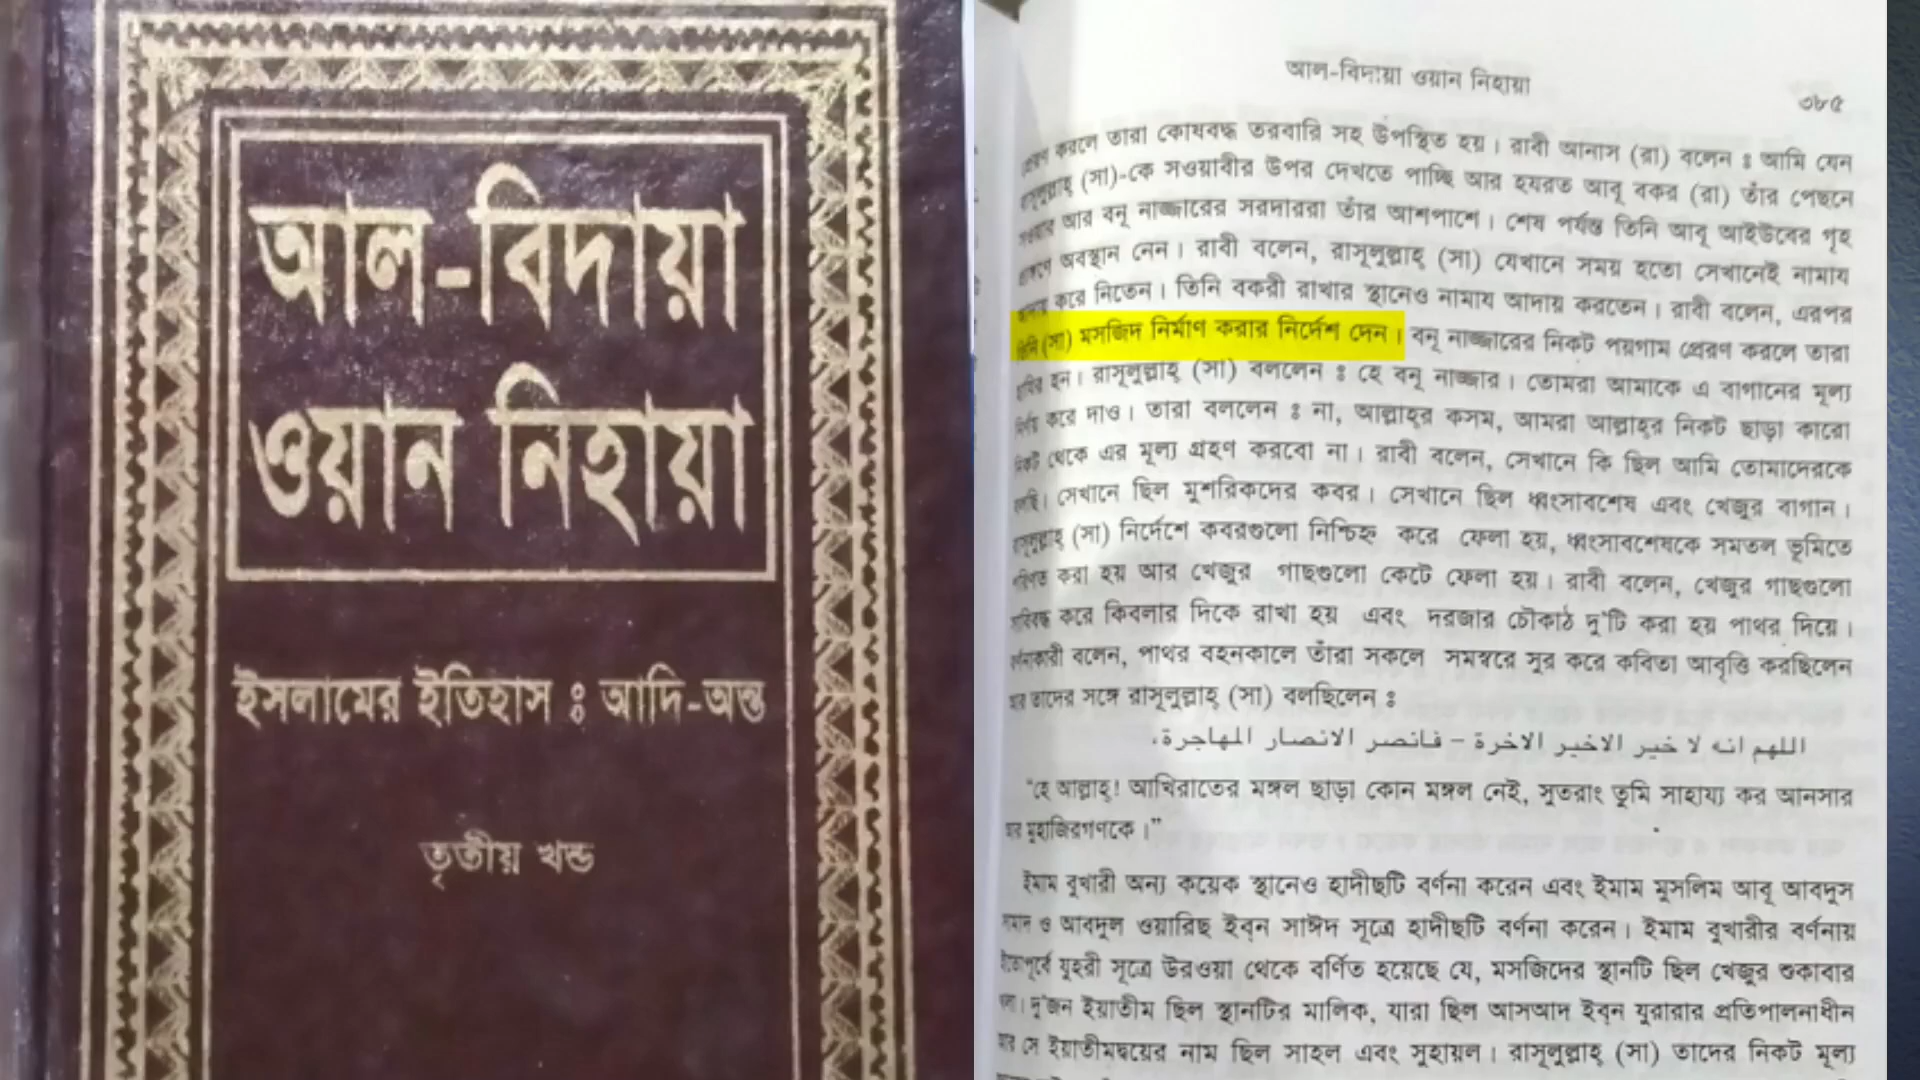 আল-বিদায়া
ওয়ান নিহায়া
ইসলামের ইতিহাস ঃ আদি-অন্ত
তৃতীয় খন্ড
আল-বিদায়া ওয়ান নিহায়া
৩৮৫
করলে তারা কোষবদ্ধ তরবারি সহ উপস্থিত হয়। রাবী আনাস (রা) বলেন ঃ আমি যেন
রাসূলুল্লাহ্ (সা)-কে সওয়ারীর উপর দেখতে পাচ্ছি আর হযরত আবূ বকর (রা) তাঁর পেছনে
আর বনূ নাজ্জারের সরদাররা তাঁর আশপাশে। শেষ পর্যন্ত তিনি আবূ আইউবের গৃহ
অবস্থান নেন। রাবী বলেন, রাসূলুল্লাহ্ (সা) যেখানে সময় হতো সেখানেই নামায
করে নিতেন। তিনি বকরী রাখার স্থানেও নামায আদায় করতেন। রাবী বলেন, এরপর
তিনি (সা) মসজিদ নির্মাণ করার নির্দেশ দেন। বনূ নাজ্জারের নিকট পয়গাম প্রেরণ করলে তারা
হাযির হন। রাসূলুল্লাহ্ (সা) বললেন ঃ হে বনূ নাজ্জার। তোমরা আমাকে এ বাগানের মূল্য
করে দাও। তারা বললেন ঃ না, আল্লাহ্‌র কসম, আমরা আল্লাহ্‌র নিকট ছাড়া কারো
নিকট থেকে এর মূল্য গ্রহণ করবো না। রাবী বলেন, সেখানে কি ছিল আমি তোমাদেরকে
সেখানে ছিল মুশরিকদের কবর। সেখানে ছিল ধ্বংসাবশেষ এবং খেজুর বাগান।
রাসূলুল্লাহ্ (সা) নির্দেশে কবরগুলো নিশ্চিহ্ন করে ফেলা হয়, ধ্বংসাবশেষকে সমতল ভূমিতে
পরিণত করা হয় আর খেজুর গাছগুলো কেটে ফেলা হয়। রাবী বলেন, খেজুর গাছগুলো
করে কিবলার দিকে রাখা হয় এবং দরজার চৌকাঠ দু'টি করা হয় পাথর দিয়ে।
বর্ণনাকারী বলেন, পাথর বহনকালে তাঁরা সকলে সমস্বরে সুর করে কবিতা আবৃত্তি করছিলেন
আর তাদের সঙ্গে রাসূলুল্লাহ্ (সা) বলছিলেন ঃ
اللهم انه لا خير الا خير الاخرة – فانصر الانصار المهاجرة.
"হে আল্লাহ্! আখিরাতের মঙ্গল ছাড়া কোন মঙ্গল নেই, সুতরাং তুমি সাহায্য কর আনসার
আর মুহাজিরগণকে।"
ইমাম বুখারী অন্য কয়েক স্থানেও হাদীছটি বর্ণনা করেন এবং ইমাম মুসলিম আবূ আবদুস
সামাদ ও আবদুল ওয়ারিছ ইব্‌ন সাঈদ সূত্রে হাদীছটি বর্ণনা করেন। ইমাম বুখারীর বর্ণনায়
ইতোপূর্বে যুহরী সূত্রে উরওয়া থেকে বর্ণিত হয়েছে যে, মসজিদের স্থানটি ছিল খেজুর শুকাবার
দু'জন ইয়াতীম ছিল স্থানটির মালিক, যারা ছিল আসআদ ইব্‌ন যুরারার প্রতিপালনাধীন
আর সে ইয়াতীমদ্বয়ের নাম ছিল সাহল এবং সুহায়ল। রাসূলুল্লাহ্ (সা) তাদের নিকট মূল্য